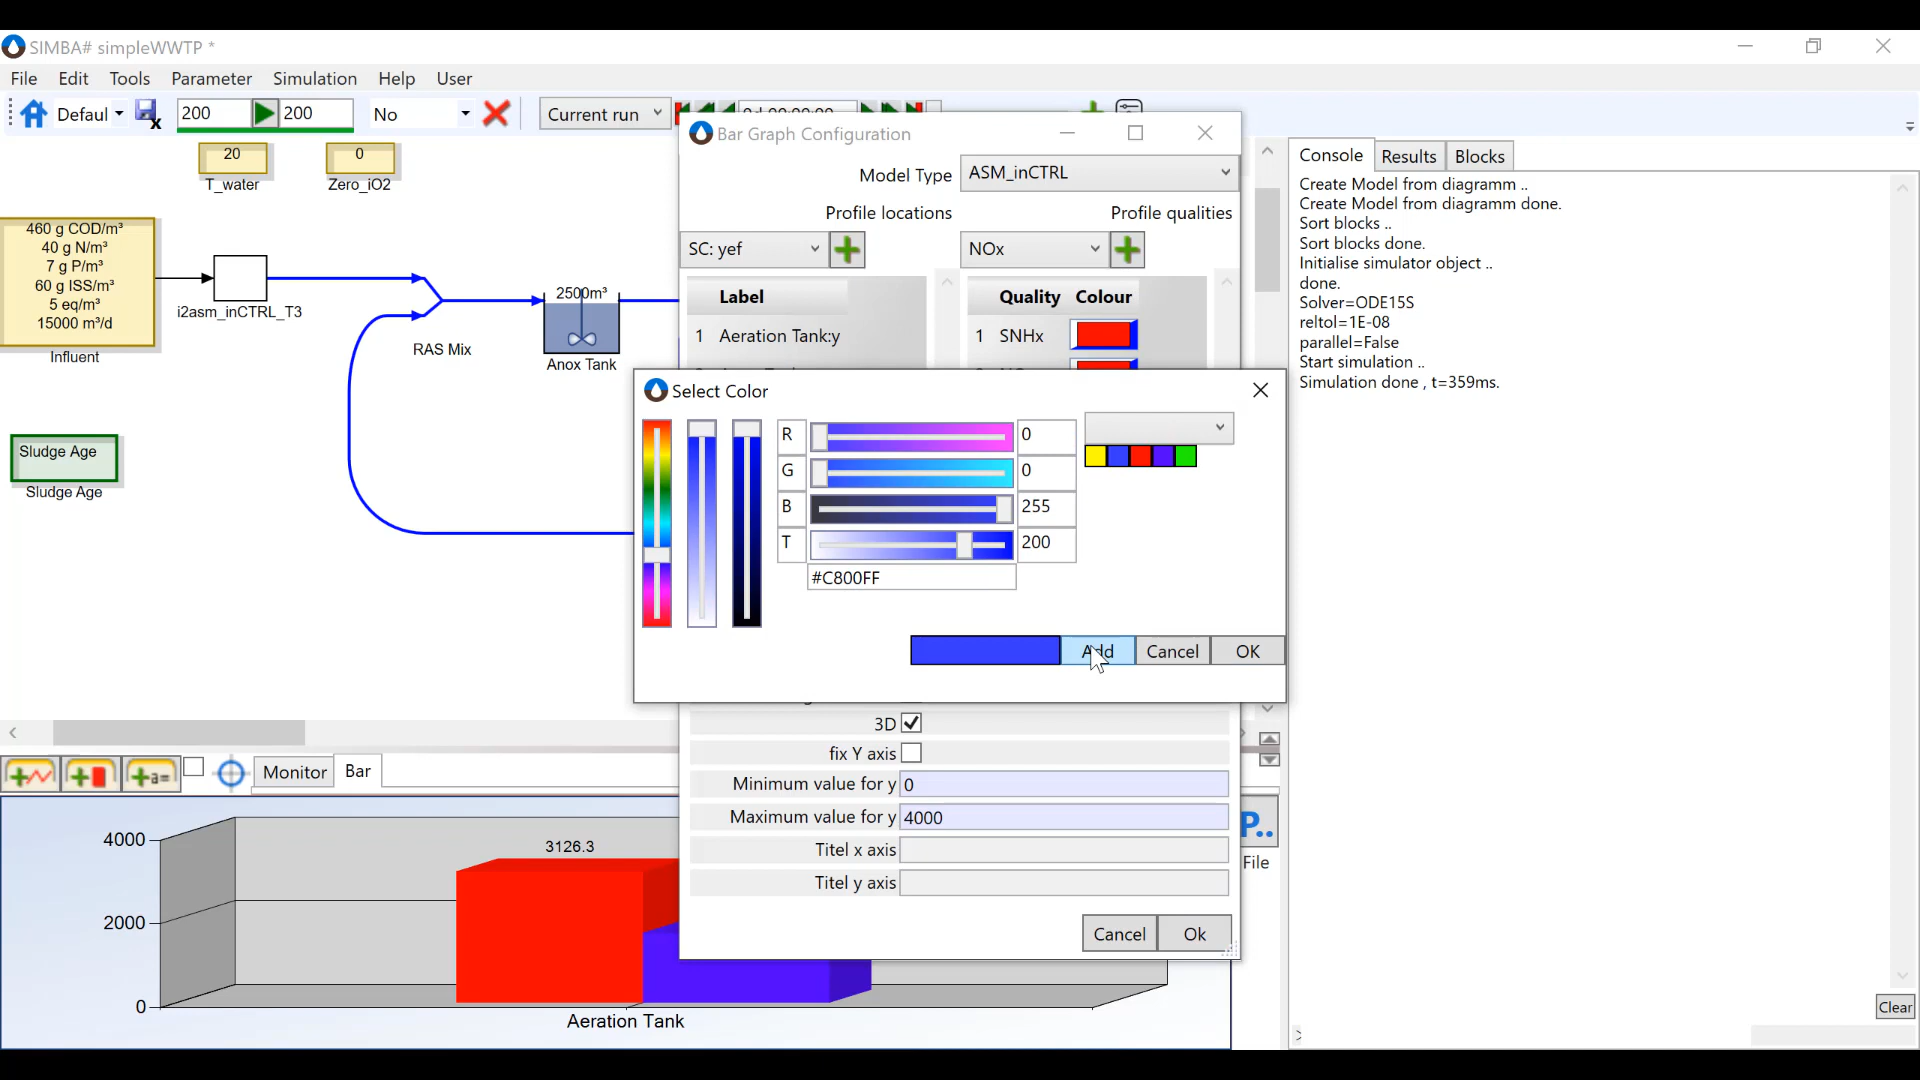 SIMBA# simpleWWTP *
File Edit Tools Parameter Simulation Help User
Defaul 200 200 No Current run
20
T_water
0
Zero_iO2
460 g COD/m³
40 g N/m³
7 g P/m³
60 g ISS/m³
5 eq/m³
15000 m³/d
Influent
i2asm_inCTRL_T3
RAS Mix
2500m³
Anox Tank
Sludge Age
Sludge Age
Bar Graph Configuration
Model Type ASM_inCTRL
Profile locations Profile qualities
SC: yef NOx
Label Quality Colour
1 Aeration Tank:y 1 SNHx
Select Color
R 0
G 0
B 255
T 200
#C800FF
Add Cancel OK
3D
fix Y axis
Minimum value for y 0
Maximum value for y 4000
Titel x axis
Titel y axis
Cancel Ok
Monitor Bar
4000
2000
0
3126.3
Aeration Tank
P..
File
Console Results Blocks
Create Model from diagramm ..
Create Model from diagramm done.
Sort blocks ..
Sort blocks done.
Initialise simulator object ..
done.
Solver=ODE15S
reltol=1E-08
parallel=False
Start simulation ..
Simulation done , t=359ms.
Clear
>